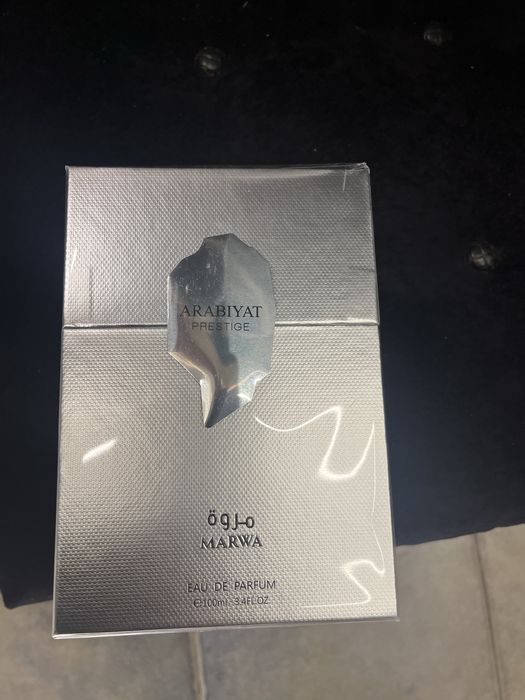 ARABIYAT
PRESTIGE
مروة
MARWA
EAU DE PARFUM
℮100ml 3.4FL.OZ.